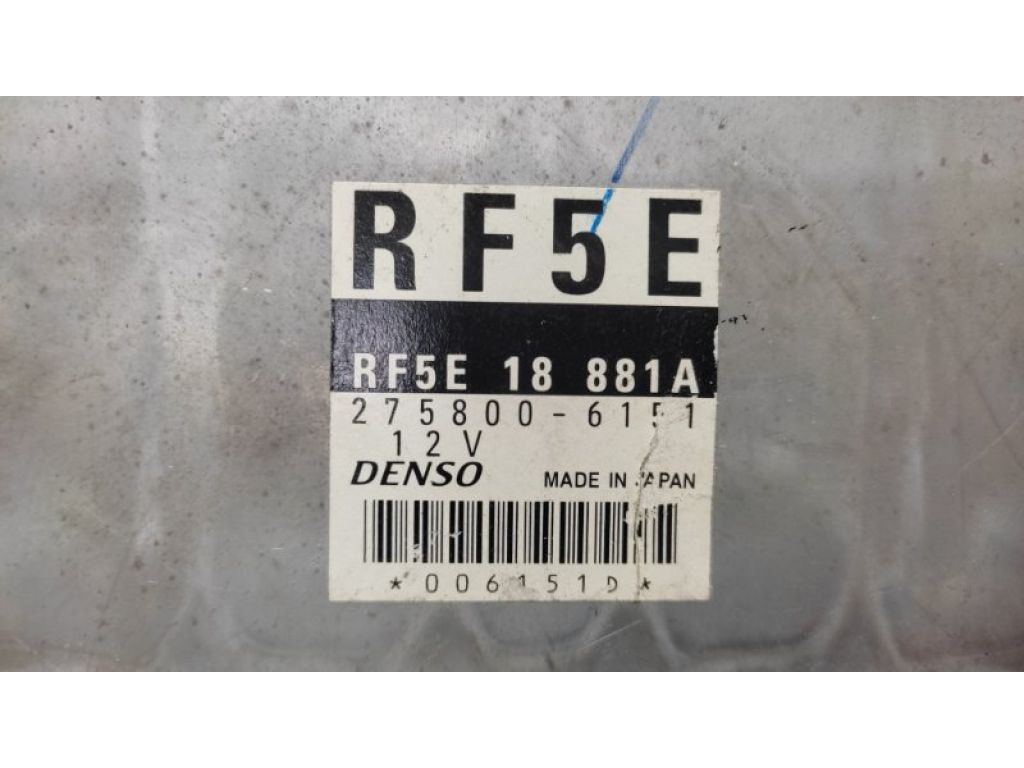 RF5E
RF5E 18 881A
275800-6151
12V
DENSO MADE IN JAPAN
*006151D*